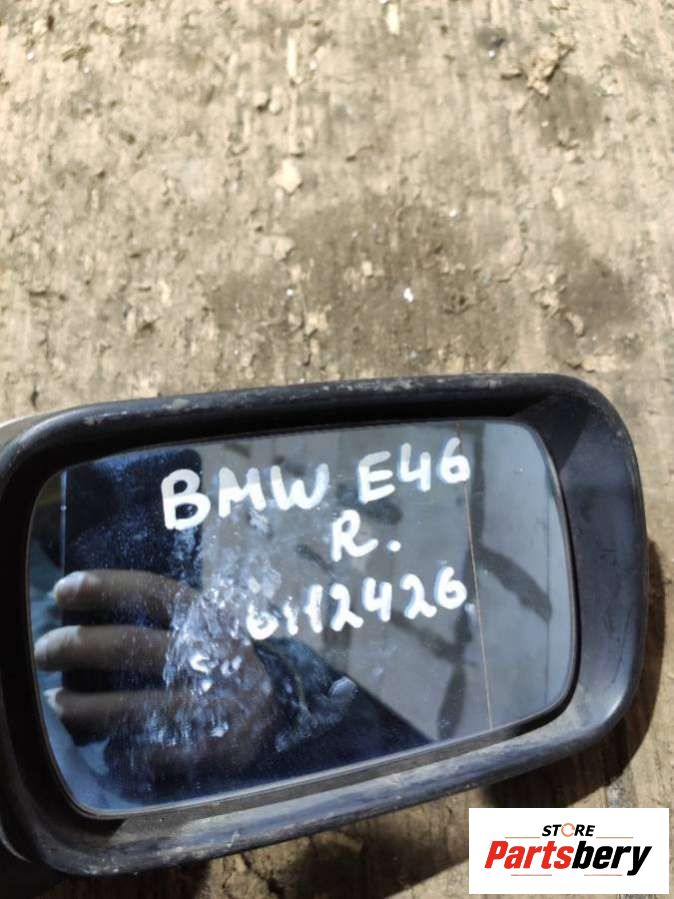 BMW E46
R.
0112426
STORE
Partsbery